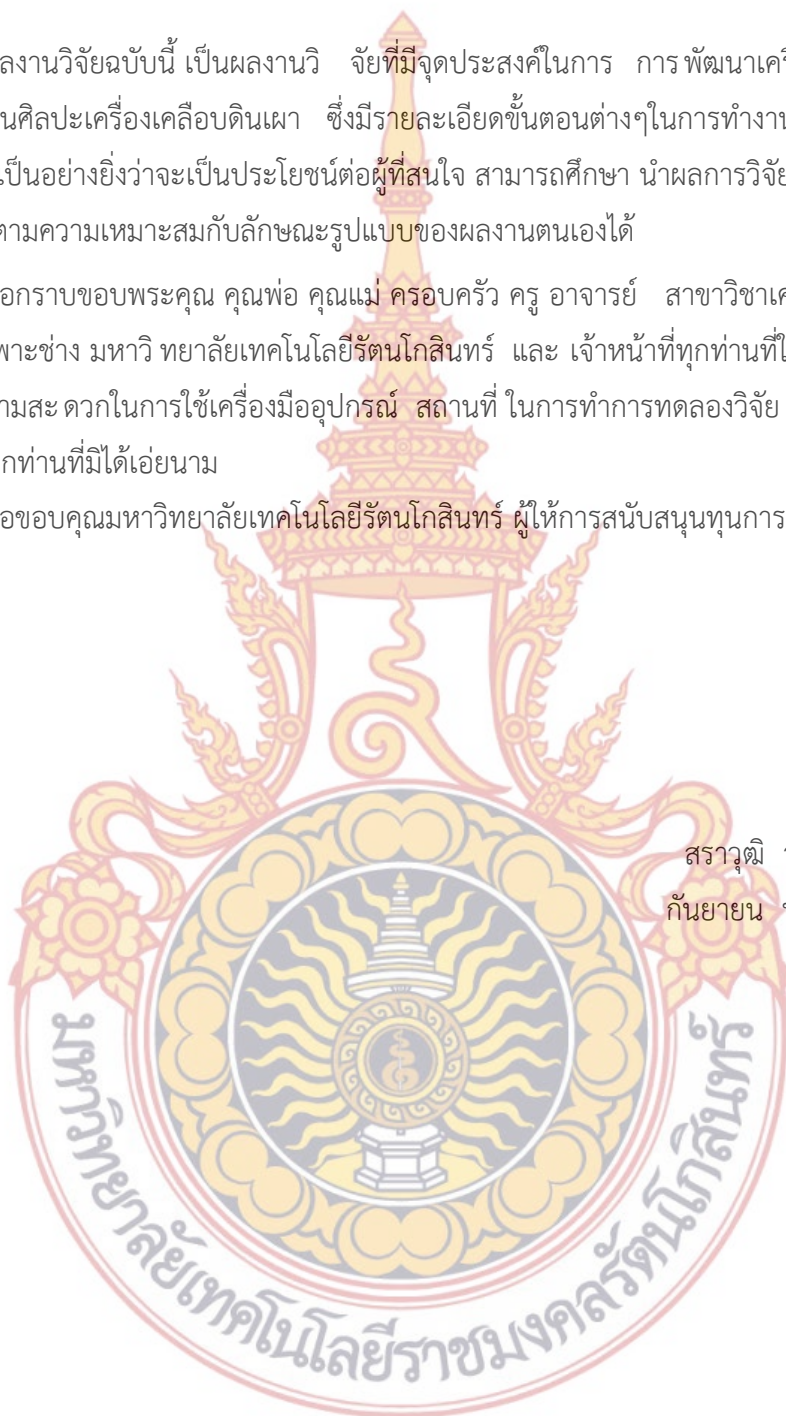 ลงานวิจัยฉบับนี้ เป็นผลงานวิ จัยที่มีจุดประสงค์ในการ การ พัฒนาเครื
นศิลปะเครื่องเคลือบดินเผา ซึ่งมีรายละเอียดขั้นตอนต่างๆในการทำงาน
เป็นอย่างยิ่งว่าจะเป็นประโยชน์ต่อผู้ที่สนใจ สามารถศึกษา นำผลการวิจัย
ตามความเหมาะสมกับลักษณะรูปแบบของผลงานตนเองได้
อกราบขอบพระคุณ คุณพ่อ คุณแม่ ครอบครัว ครู อาจารย์ สาขาวิชาเค
พาะช่าง มหาวิ ทยาลัยเทคโนโลยีรัตนโกสินทร์ และ เจ้าหน้าที่ทุกท่านที่ใ
ามสะ ดวกในการใช้เครื่องมืออุปกรณ์ สถานที่ ในการทำการทดลองวิจัย
กท่านที่มิได้เอ่ยนาม
อขอบคุณมหาวิทยาลัยเทคโนโลยีรัตนโกสินทร์ ผู้ให้การสนับสนุนทุนการ
สราวุฒิ
กันยายน
มหาวิทยาลัยเทคโนโลยีราชมงคลรัตนโกสินทร์